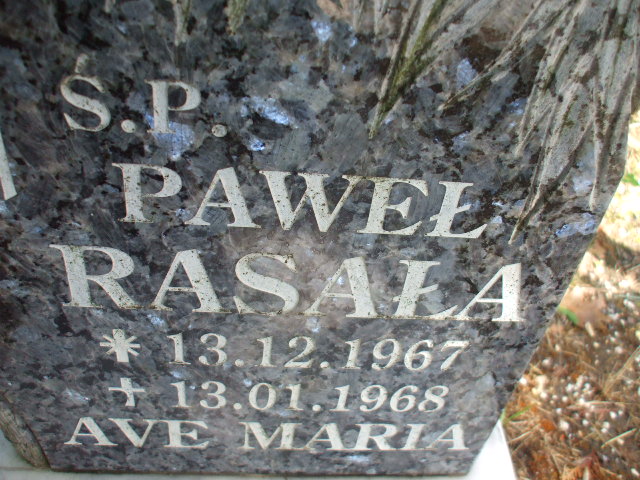 Ś.P.
PAWEŁ
RASAŁA
* 13.12.1967
+ 13.01.1968
AVE MARIA